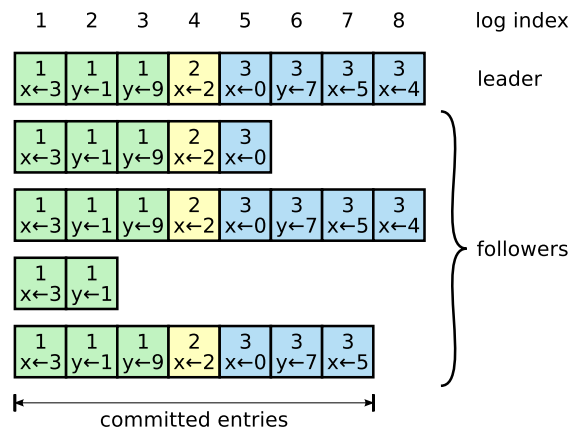 1 2 3 4 5 6 7 8 log index
1 1 1 2 3 3 3 3
x←3 y←1 y←9 x←2 x←0 y←7 x←5 x←4
leader
1 1 1 2 3
x←3 y←1 y←9 x←2 x←0
1 1 1 2 3 3 3 3
x←3 y←1 y←9 x←2 x←0 y←7 x←5 x←4
followers
1 1
x←3 y←1
1 1 1 2 3 3 3
x←3 y←1 y←9 x←2 x←0 y←7 x←5
committed entries